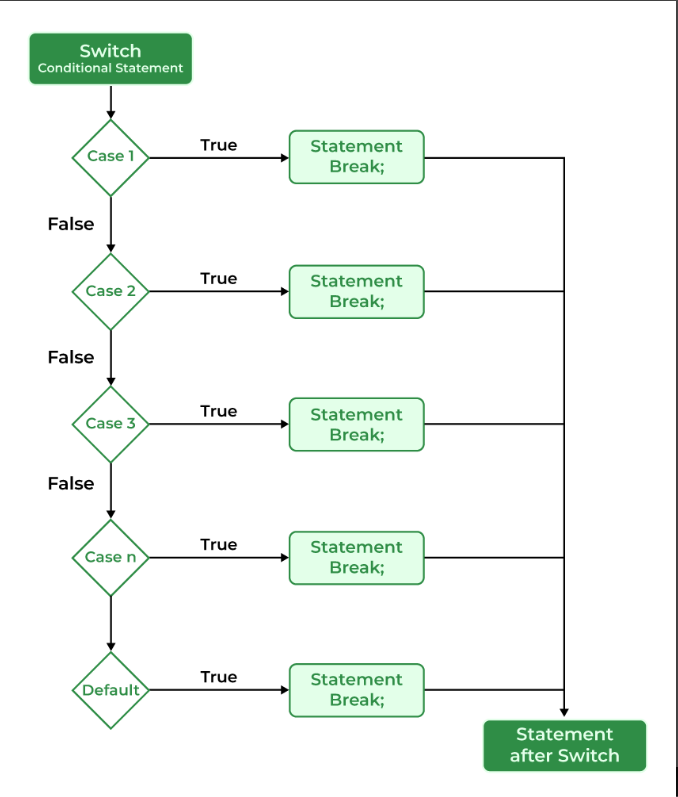 Switch
Conditional Statement
Case 1
True
Statement
Break;
False
Case 2
True
Statement
Break;
False
Case 3
True
Statement
Break;
False
Case n
True
Statement
Break;
Default
True
Statement
Break;
Statement
after Switch